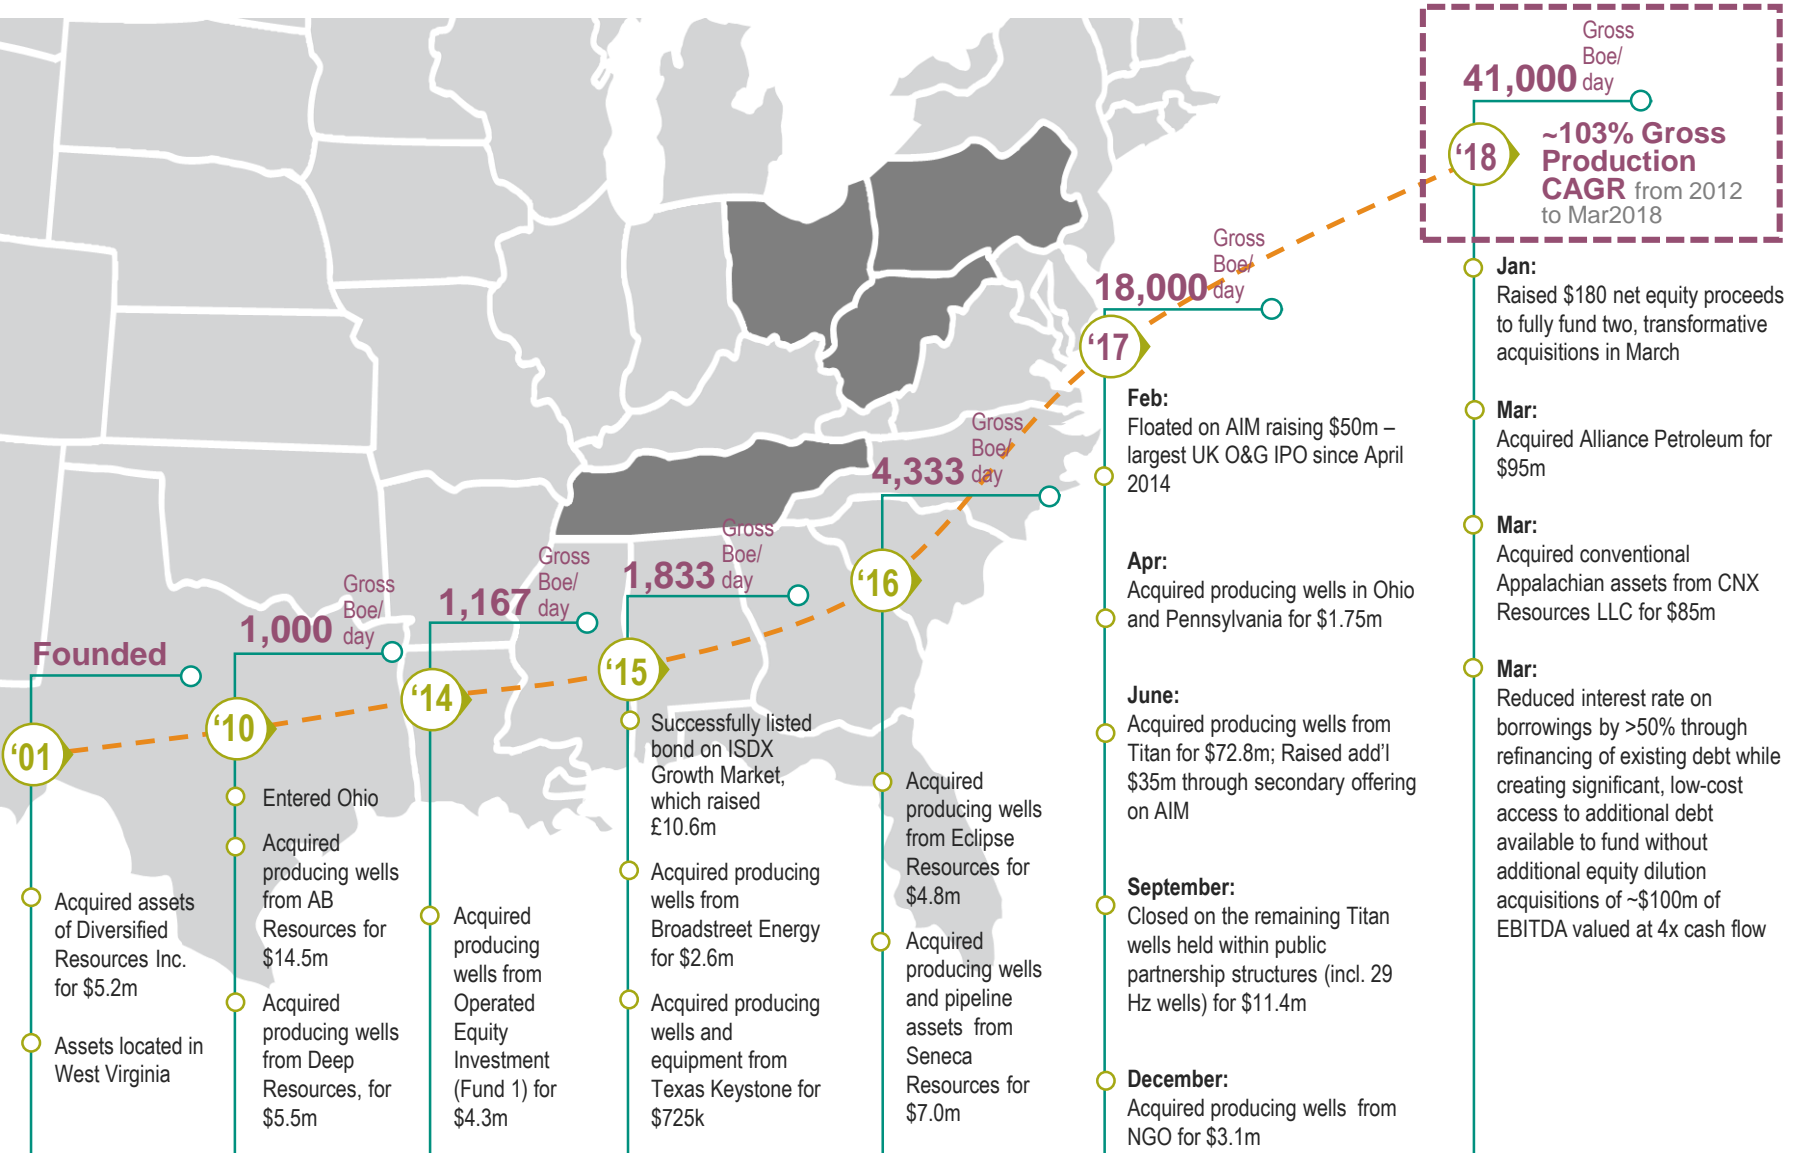 Founded
‘01
Acquired assets
of Diversified
Resources Inc.
for $5.2m
Assets located in
West Virginia
1,000
Gross
Boe/
day
‘10
Entered Ohio
Acquired
producing wells
from AB
Resources for
$14.5m
Acquired
producing wells
from Deep
Resources, for
$5.5m
1,167
Gross
Boe/
day
‘14
Acquired
producing
wells from
Operated
Equity
Investment
(Fund 1) for
$4.3m
1,833
Gross
Boe/
day
‘15
Successfully listed
bond on ISDX
Growth Market,
which raised
£10.6m
Acquired producing
wells from
Broadstreet Energy
for $2.6m
Acquired producing
wells and
equipment from
Texas Keystone for
$725k
4,333
Gross
Boe/
day
‘16
Acquired
producing wells
from Eclipse
Resources for
$4.8m
Acquired
producing wells
and pipeline
assets from
Seneca
Resources for
$7.0m
18,000
Gross
Boe/
day
‘17
Feb:
Floated on AIM raising $50m –
largest UK O&G IPO since April
2014
Apr:
Acquired producing wells in Ohio
and Pennsylvania for $1.75m
June:
Acquired producing wells from
Titan for $72.8m; Raised add’l
$35m through secondary offering
on AIM
September:
Closed on the remaining Titan
wells held within public
partnership structures (incl. 29
Hz wells) for $11.4m
December:
Acquired producing wells from
NGO for $3.1m
41,000
Gross
Boe/
day
‘18
~103% Gross
Production
CAGR from 2012
to Mar2018
Jan:
Raised $180 net equity proceeds
to fully fund two, transformative
acquisitions in March
Mar:
Acquired Alliance Petroleum for
$95m
Mar:
Acquired conventional
Appalachian assets from CNX
Resources LLC for $85m
Mar:
Reduced interest rate on
borrowings by >50% through
refinancing of existing debt while
creating significant, low-cost
access to additional debt
available to fund without
additional equity dilution
acquisitions of ~$100m of
EBITDA valued at 4x cash flow